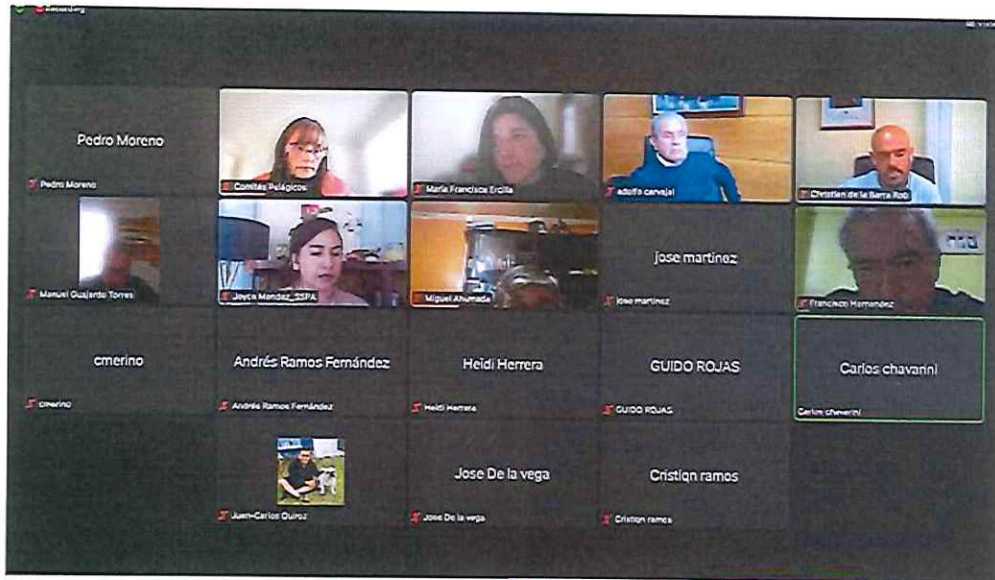 Recording
Pedro Moreno
Pedro Moreno
Comités Pelágicos
María Francisca Ercilla
adolfo carvajal
Christian de la Barra Roo
Manuel Guajardo Torres
Joyce Mendez_SSPA
Miguel Ahumada
jose martinez
jose martinez
Francisco Hernandez
cmerino
cmerino
Andrés Ramos Fernández
Andrés Ramos Fernández
Heidi Herrera
Heidi Herrera
GUIDO ROJAS
GUIDO ROJAS
Carlos chavarini
Carlos chavarini
Juan-Carlos Quiroz
Jose De la vega
Jose De la vega
Cristiqn ramos
Cristiqn ramos